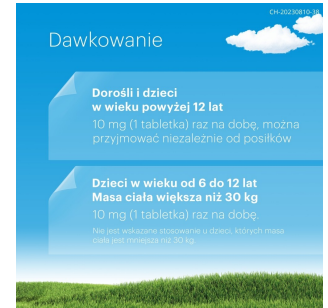 CH-20230810-38
Dawkowanie
Dorośli i dzieci
w wieku powyżej 12 lat
10 mg (1 tabletka) raz na dobę, można
przyjmować niezależnie od posiłków
Dzieci w wieku od 6 do 12 lat
Masa ciała większa niż 30 kg
10 mg (1 tabletka) raz na dobę.
Nie jest wskazane stosowanie u dzieci, których masa
ciała jest mniejsza niż 30 kg.